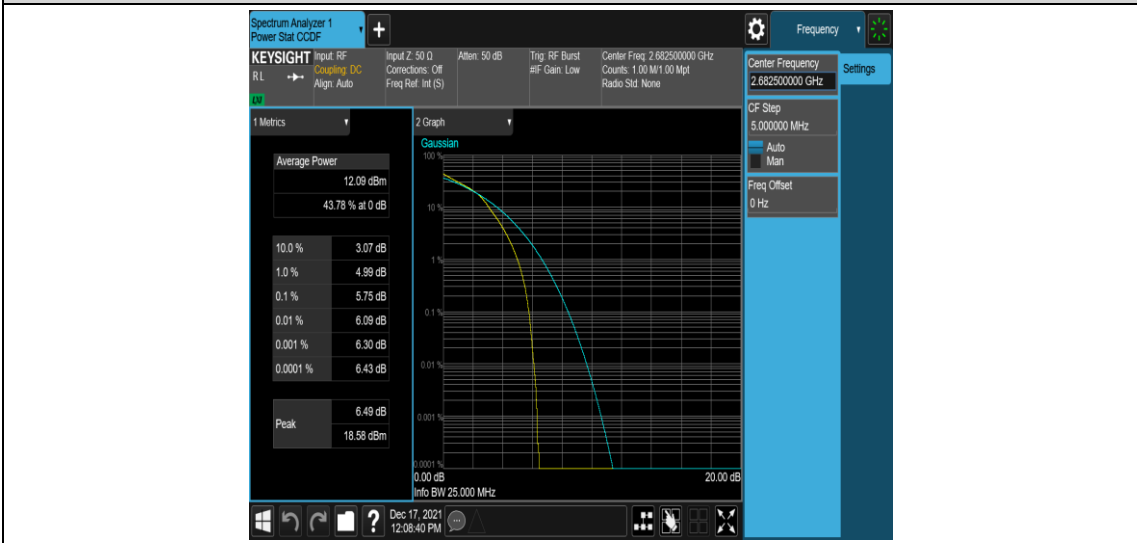 Spectrum Analyzer 1
Power Stat CCDF
Frequency
KEYSIGHT
R L
LXI
Input: RF
Coupling: DC
Align: Auto
Input Z: 50 Ω
Corrections: Off
Freq Ref: Int (S)
Atten: 50 dB
Trig: RF Burst
#IF Gain: Low
Center Freq: 2.682500000 GHz
Counts: 1.00 M/1.00 Mpt
Radio Std: None
Center Frequency
2.682500000 GHz
Settings
CF Step
5.000000 MHz
Auto
Man
Freq Offset
0 Hz
1 Metrics
Average Power
12.09 dBm
43.78 % at 0 dB
10.0 % 3.07 dB
1.0 % 4.99 dB
0.1 % 5.75 dB
0.01 % 6.09 dB
0.001 % 6.30 dB
0.0001 % 6.43 dB
Peak
6.49 dB
18.58 dBm
2 Graph
Gaussian
100 %
10 %
1 %
0.1 %
0.01 %
0.001 %
0.0001 %
0.00 dB 20.00 dB
Info BW 25.000 MHz
?
Dec 17, 2021
12:08:40 PM